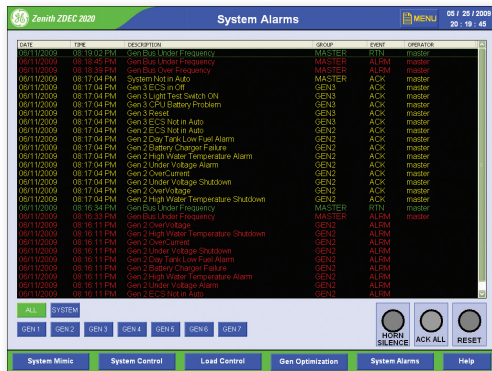 Zenith ZDEC 2020
System Alarms
MENU
05 / 25 / 2009
20 : 19 : 45
DATE TIME DESCRIPTION GROUP EVENT OPERATOR
06/11/2009 08:19:02 PM Gen Bus Under Frequency MASTER RTN master
06/11/2009 08:18:45 PM Gen Bus Under Frequency MASTER ALRM master
06/11/2009 08:18:39 PM Gen Bus Over Frequency MASTER ALRM master
06/11/2009 08:17:04 PM System Not in Auto MASTER ACK master
06/11/2009 08:17:04 PM Gen 3 ECS in Off GEN3 ACK master
06/11/2009 08:17:04 PM Gen 3 Light Test Switch ON GEN3 ACK master
06/11/2009 08:17:04 PM Gen 3 CPU Battery Problem GEN3 ACK master
06/11/2009 08:17:04 PM Gen 3 Reset GEN3 ACK master
06/11/2009 08:17:04 PM Gen 3 ECS Not in Auto GEN3 ACK master
06/11/2009 08:17:04 PM Gen 2 ECS Not in Auto GEN2 ACK master
06/11/2009 08:17:04 PM Gen 2 Day Tank Low Fuel Alarm GEN2 ACK master
06/11/2009 08:17:04 PM Gen 2 Battery Charger Failure GEN2 ACK master
06/11/2009 08:17:04 PM Gen 2 High Water Temperature Alarm GEN2 ACK master
06/11/2009 08:17:04 PM Gen 2 Under Voltage Alarm GEN2 ACK master
06/11/2009 08:17:04 PM Gen 2 OverCurrent GEN2 ACK master
06/11/2009 08:17:04 PM Gen 2 Under Voltage Shutdown GEN2 ACK master
06/11/2009 08:17:04 PM Gen 2 OverVoltage GEN2 ACK master
06/11/2009 08:17:04 PM Gen 2 High Water Temperature Shutdown GEN2 ACK master
06/11/2009 08:16:34 PM Gen Bus Under Frequency MASTER RTN master
06/11/2009 08:16:33 PM Gen Bus Under Frequency MASTER ALRM master
06/11/2009 08:16:11 PM Gen 2 OverVoltage GEN2 ALRM
06/11/2009 08:16:11 PM Gen 2 High Water Temperature Shutdown GEN2 ALRM
06/11/2009 08:16:11 PM Gen 2 OverCurrent GEN2 ALRM
06/11/2009 08:16:11 PM Gen 2 Under Voltage Shutdown GEN2 ALRM
06/11/2009 08:16:11 PM Gen 2 Day Tank Low Fuel Alarm GEN2 ALRM
06/11/2009 08:16:11 PM Gen 2 Battery Charger Failure GEN2 ALRM
06/11/2009 08:16:11 PM Gen 2 High Water Temperature Alarm GEN2 ALRM
06/11/2009 08:16:11 PM Gen 2 Under Voltage Alarm GEN2 ALRM
06/11/2009 08:16:11 PM Gen 2 ECS Not in Auto GEN2 ALRM
ALL SYSTEM
GEN 1 GEN 2 GEN 3 GEN 4 GEN 5 GEN 6 GEN 7
HORN SILENCE
ACK ALL
RESET
System Mimic System Control Load Control Gen Optimization System Alarms Help